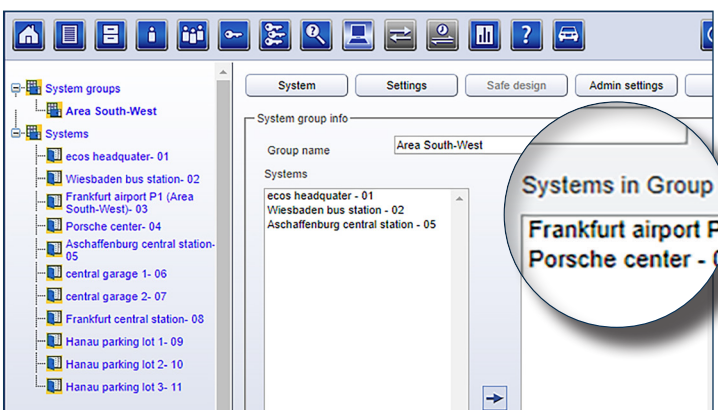 ?
System groups
Area South-West
Systems
ecos headquater- 01
Wiesbaden bus station- 02
Frankfurt airport P1 (Area
South-West)- 03
Porsche center- 04
Aschaffenburg central station-
05
central garage 1- 06
central garage 2- 07
Frankfurt central station- 08
Hanau parking lot 1- 09
Hanau parking lot 2- 10
Hanau parking lot 3- 11
System
Settings
Safe design
Admin settings
System group info
Group name
Area South-West
Systems
ecos headquater - 01
Wiesbaden bus station - 02
Aschaffenburg central station - 05
Systems in Group
Frankfurt airport P
Porsche center - 0